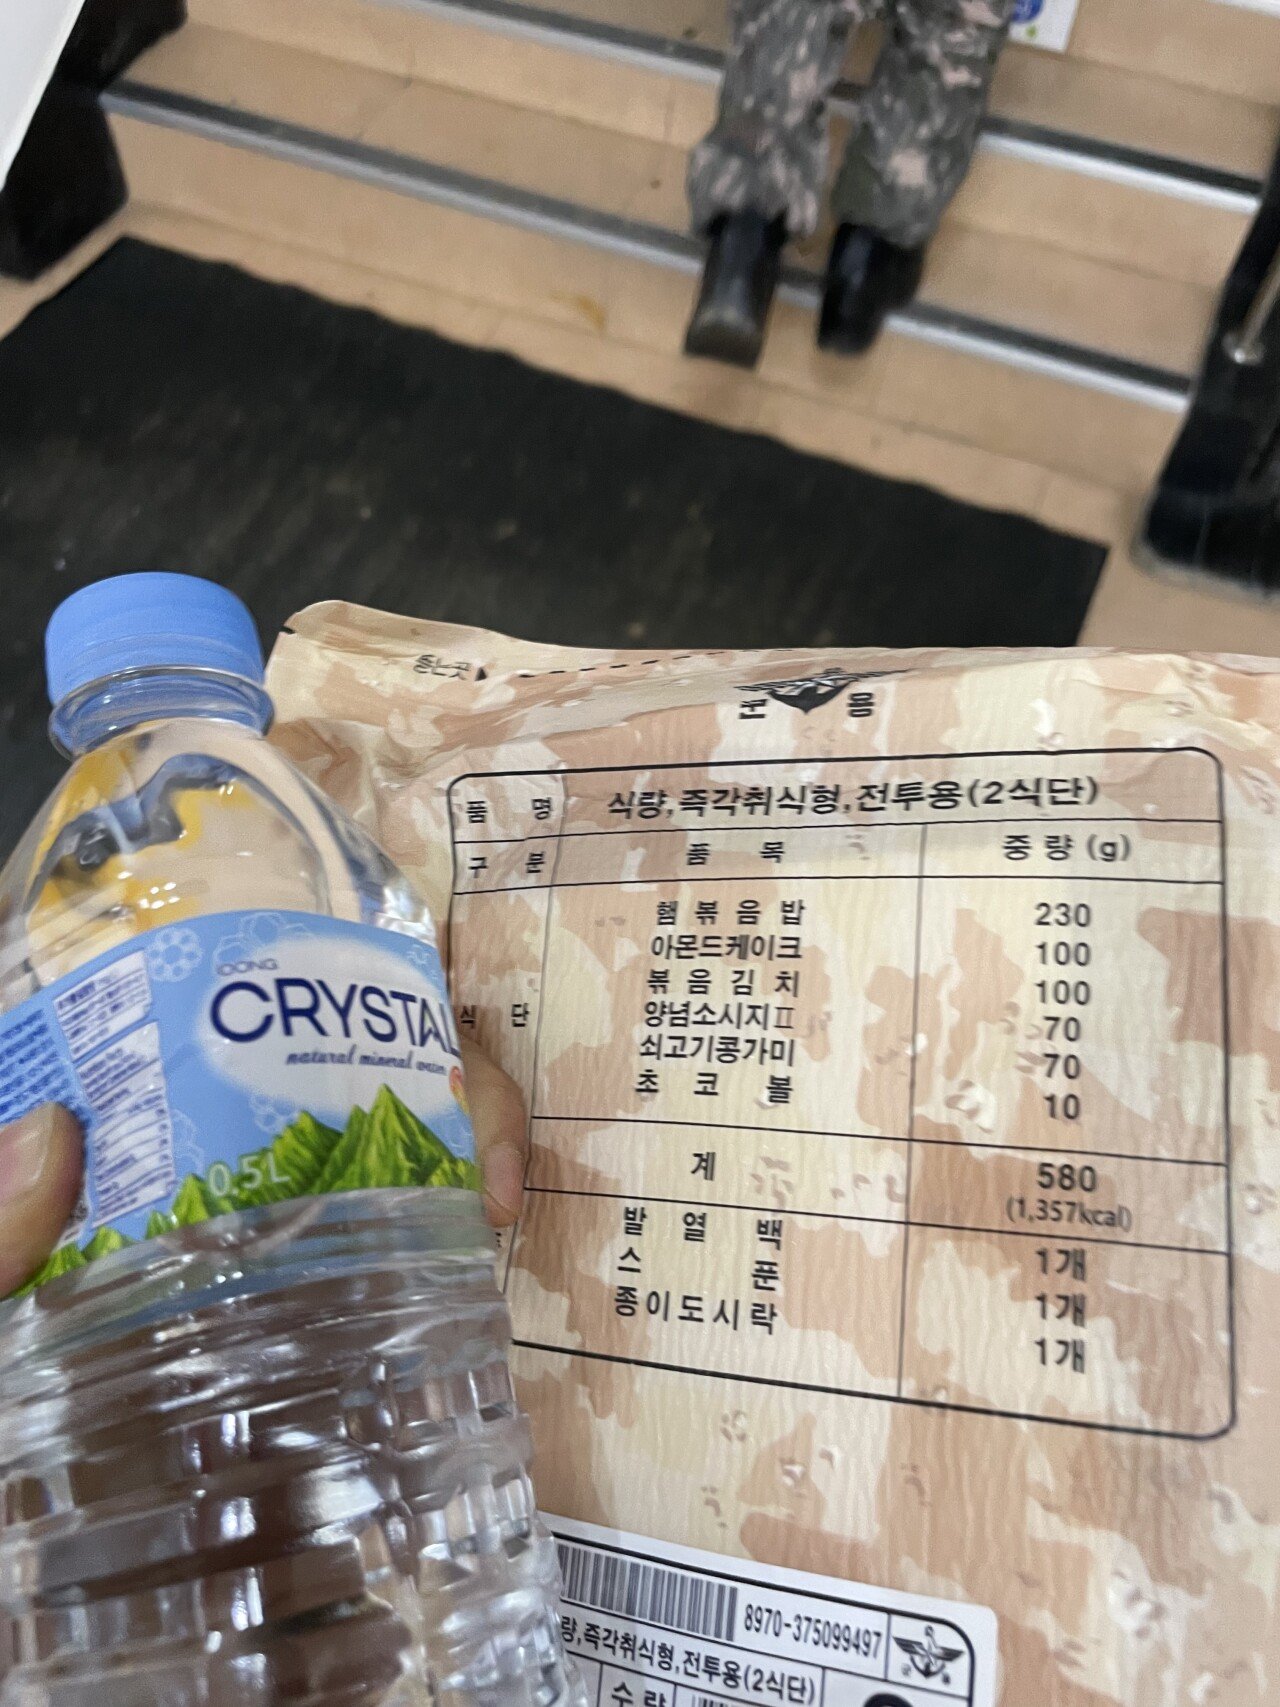 군 용
품 명 식량,즉각취식형,전투용(2식단)
구 분 품 목 중 량 (g)
식 단
햄 볶 음 밥 230
아몬드케이크 100
볶 음 김 치 100
양념소시지Ⅱ 70
쇠고기콩가미 70
초 코 볼 10
계 580
(1,357kcal)
발 열 백 1개
스 푼 1개
종이도시락 1개
8970-375099497
량,즉각취식형,전투용(2식단)
수 량
CRYSTAL
natural mineral water
0.5L